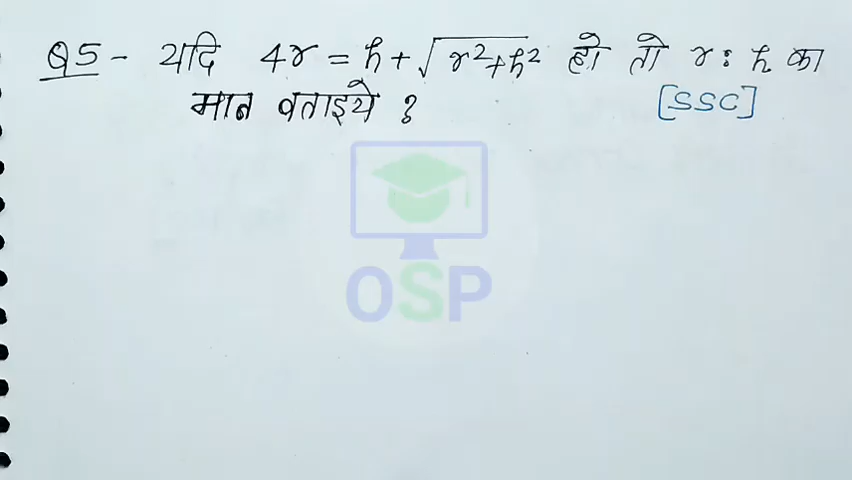 Q5- यदि 4r = h + √r²+h² हो तो r : h का
मान बताइये ?
[SSC]
OSP